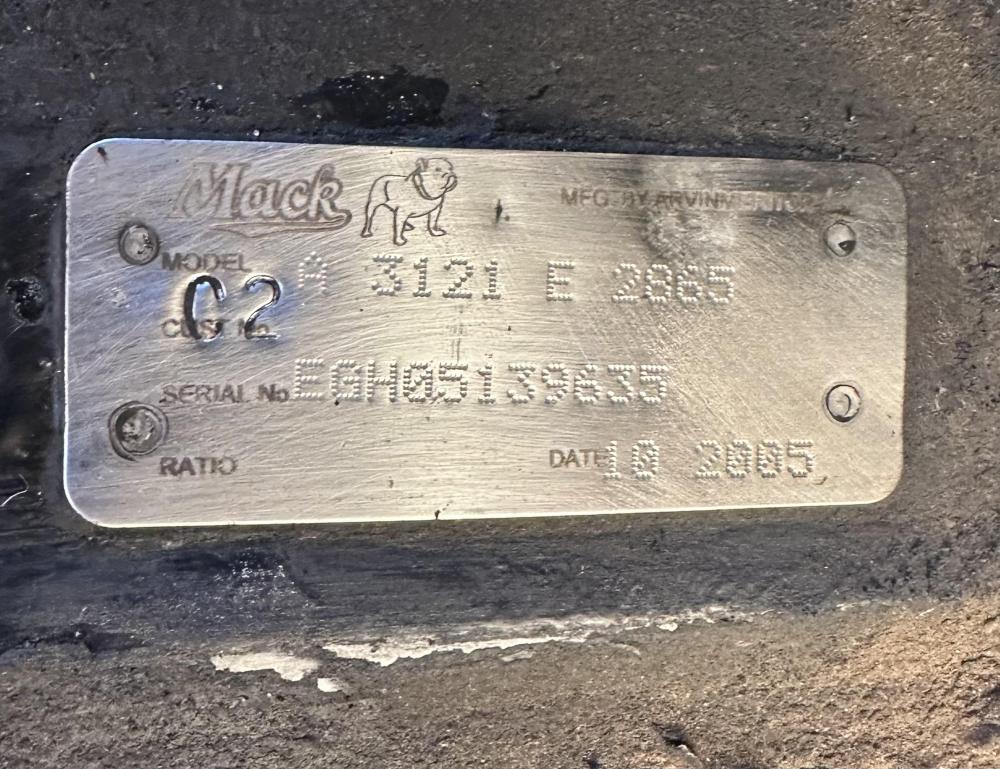 Mack MFG. BY ARVINMERITOR
MODEL A 3121 E 2865
C2
CUST No.
SERIAL No EGH05139635
RATIO DATE 10 2005